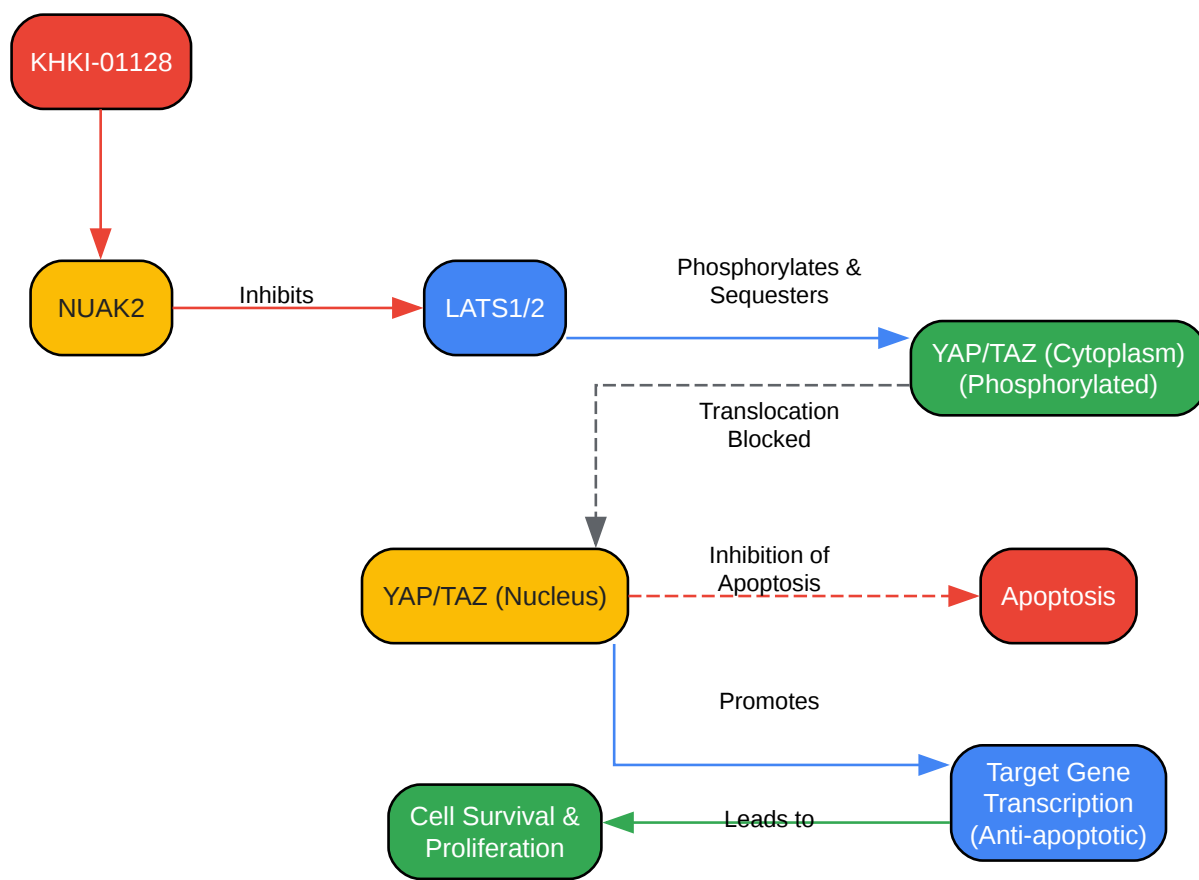 KHKI-01128
NUAK2
Inhibits
LATS1/2
Phosphorylates &
Sequesters
YAP/TAZ (Cytoplasm)
(Phosphorylated)
Translocation
Blocked
YAP/TAZ (Nucleus)
Inhibition of
Apoptosis
Apoptosis
Promotes
Target Gene
Transcription
(Anti-apoptotic)
Leads to
Cell Survival &
Proliferation